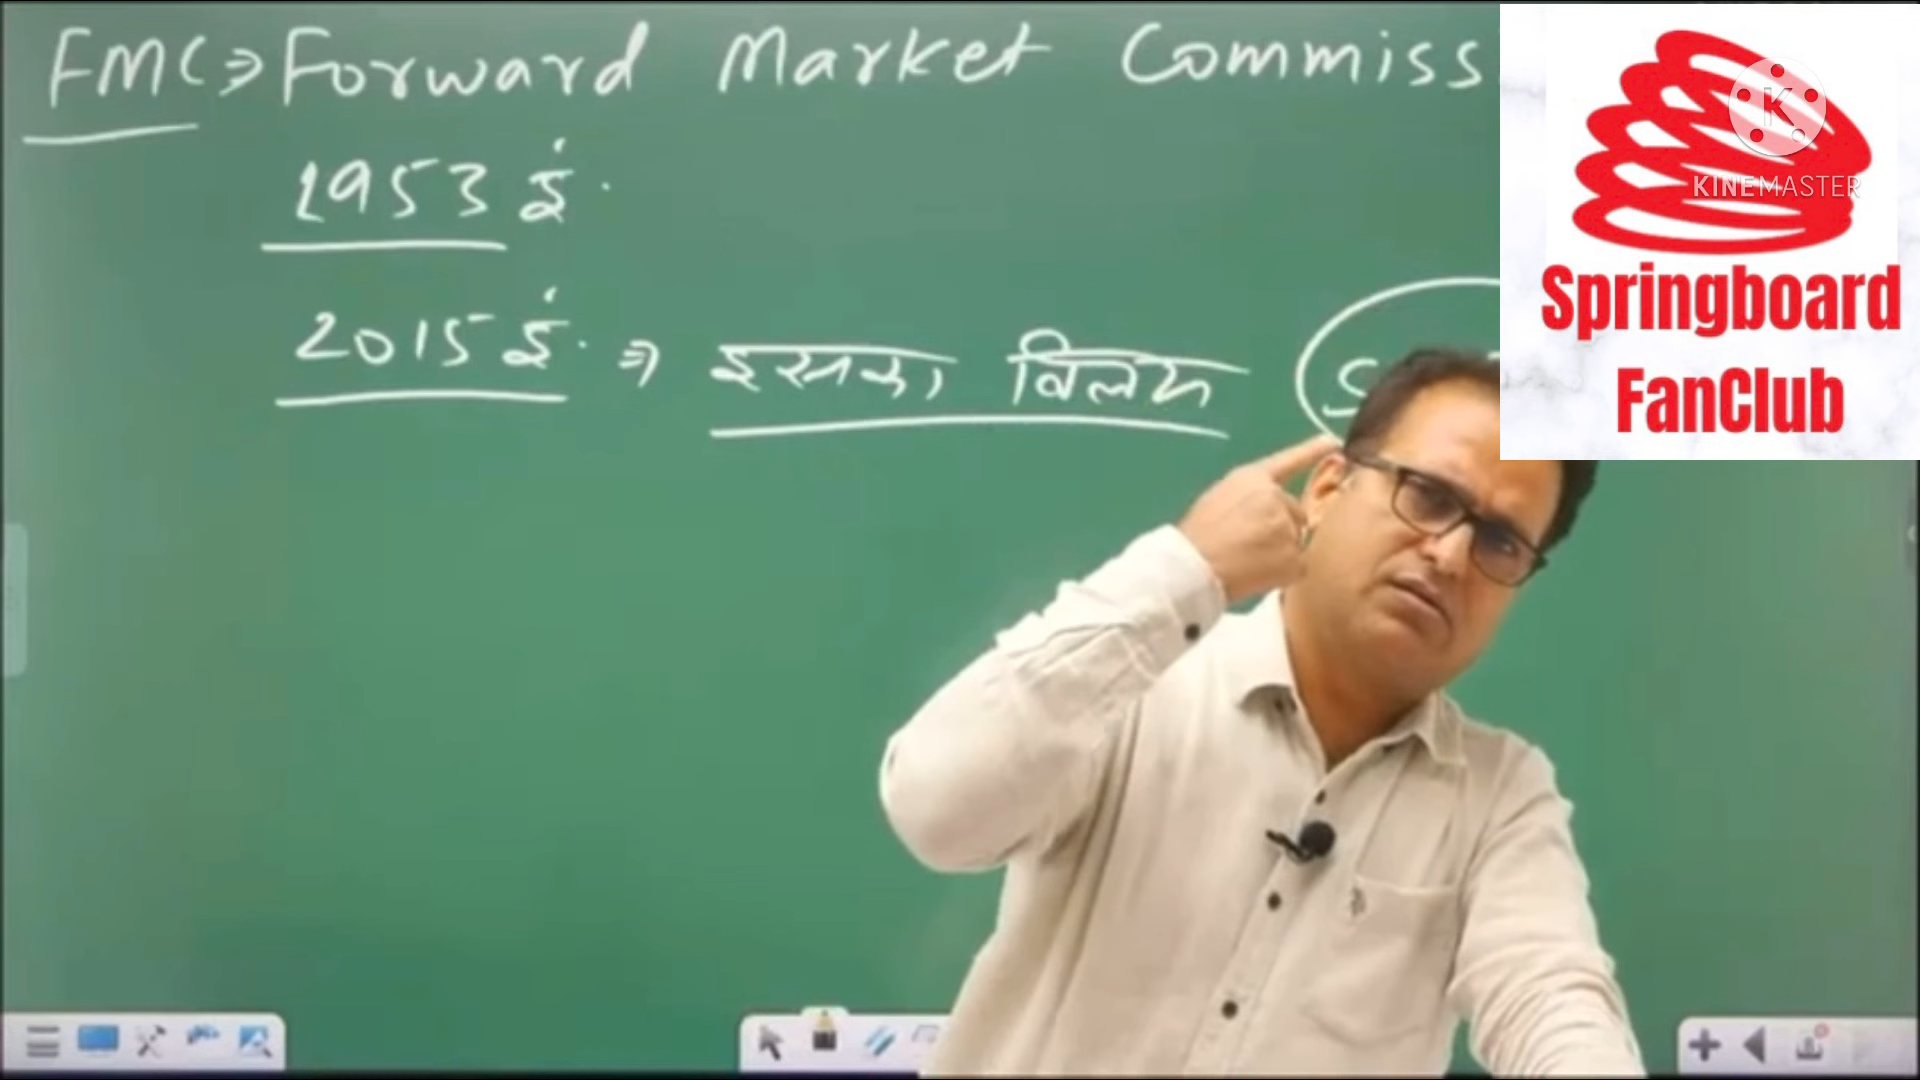 FMC ⇒ Forward Market Commiss
1953 ई.
2015 ई. ⇒ इसका विलय S
KINEMASTER
Springboard
FanClub